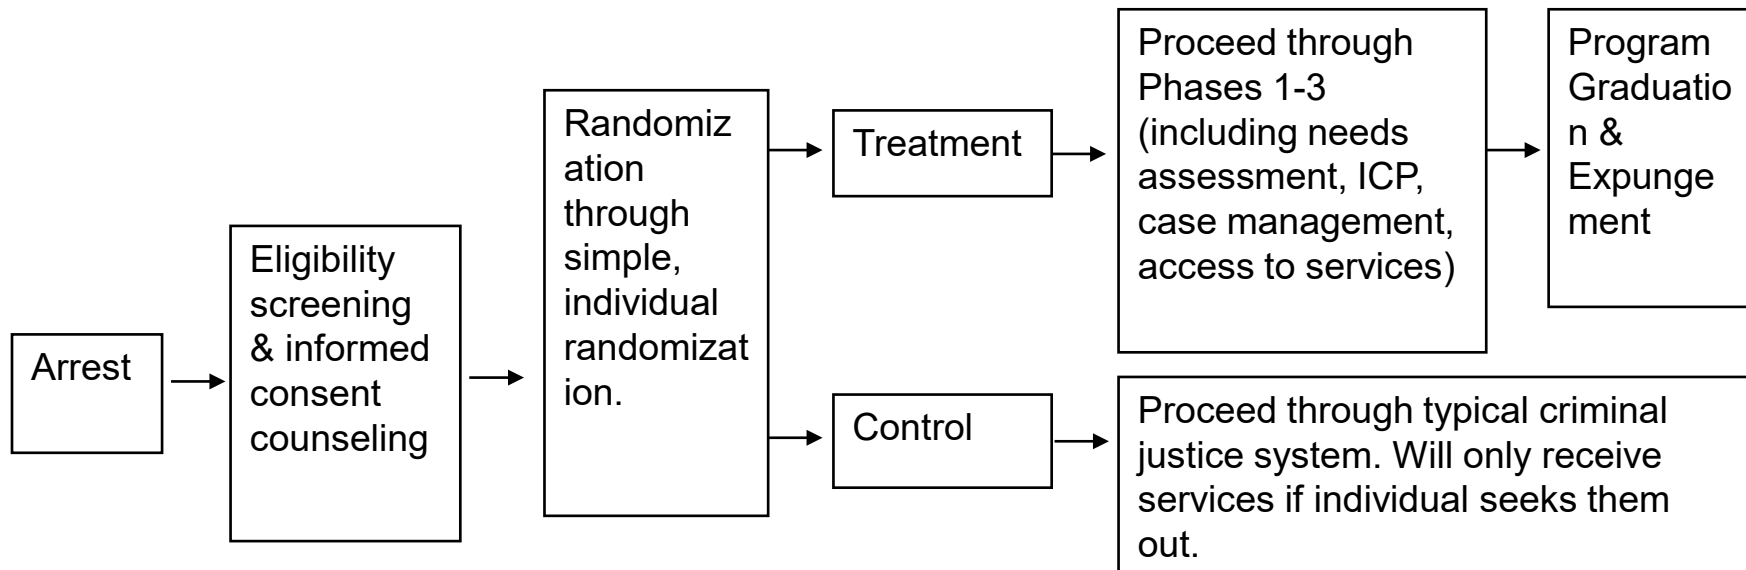 Arrest
Eligibility
screening
& informed
consent
counseling
Randomiz
ation
through
simple,
individual
randomizat
ion.
Treatment
Proceed through
Phases 1-3
(including needs
assessment, ICP,
case management,
access to services)
Program
Graduatio
n &
Expunge
ment
Control
Proceed through typical criminal
justice system. Will only receive
services if individual seeks them
out.